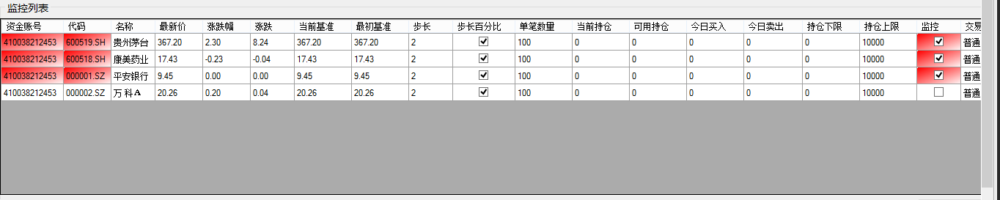 监控列表
资金账号 代码 名称 最新价 涨跌幅 涨跌 当前基准 最初基准 步长 步长百分比 单笔数量 当前持仓 可用持仓 今日买入 今日卖出 持仓下限 持仓上限 监控 交易
410038212453 600519.SH 贵州茅台 367.20 2.30 8.24 367.20 367.20 2 100 0 0 0 0 0 10000 普通
410038212453 600518.SH 康美药业 17.43 -0.23 -0.04 17.43 17.43 2 100 0 0 0 0 0 10000 普通
410038212453 000001.SZ 平安银行 9.45 0.00 0.00 9.45 9.45 2 100 0 0 0 0 0 10000 普通
410038212453 000002.SZ 万 科A 20.26 0.20 0.04 20.26 20.26 2 100 0 0 0 0 0 10000 普通